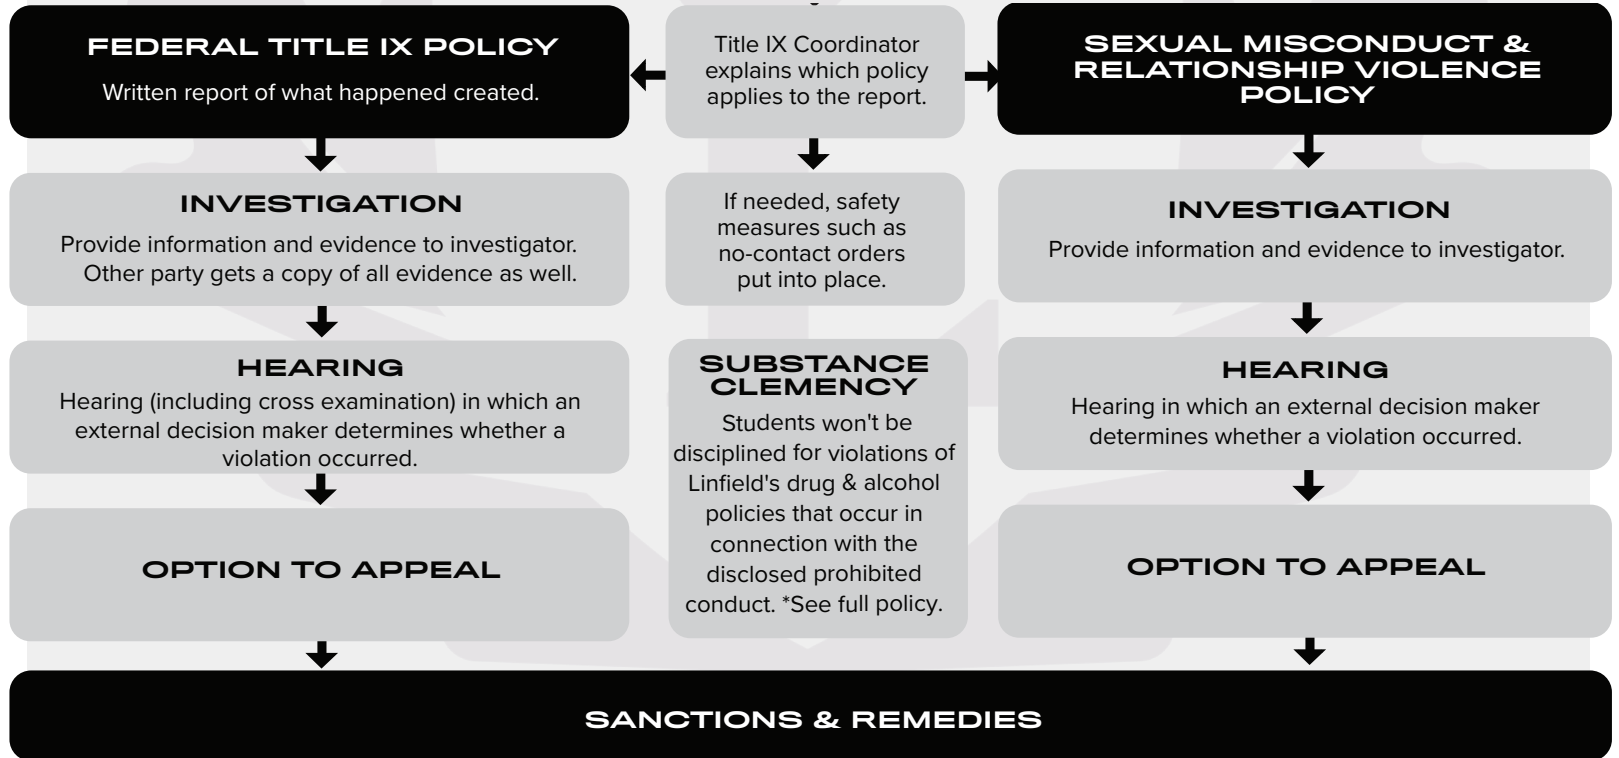 FEDERAL TITLE IX POLICY
Written report of what happened created.
Title IX Coordinator
explains which policy
applies to the report.
SEXUAL MISCONDUCT &
RELATIONSHIP VIOLENCE
POLICY
INVESTIGATION
Provide information and evidence to investigator.
Other party gets a copy of all evidence as well.
If needed, safety
measures such as
no-contact orders
put into place.
INVESTIGATION
Provide information and evidence to investigator.
HEARING
Hearing (including cross examination) in which an
external decision maker determines whether a
violation occurred.
SUBSTANCE
CLEMENCY
Students won't be
disciplined for violations of
Linfield's drug & alcohol
policies that occur in
connection with the
disclosed prohibited
conduct. *See full policy.
HEARING
Hearing in which an external decision maker
determines whether a violation occurred.
OPTION TO APPEAL
OPTION TO APPEAL
SANCTIONS & REMEDIES